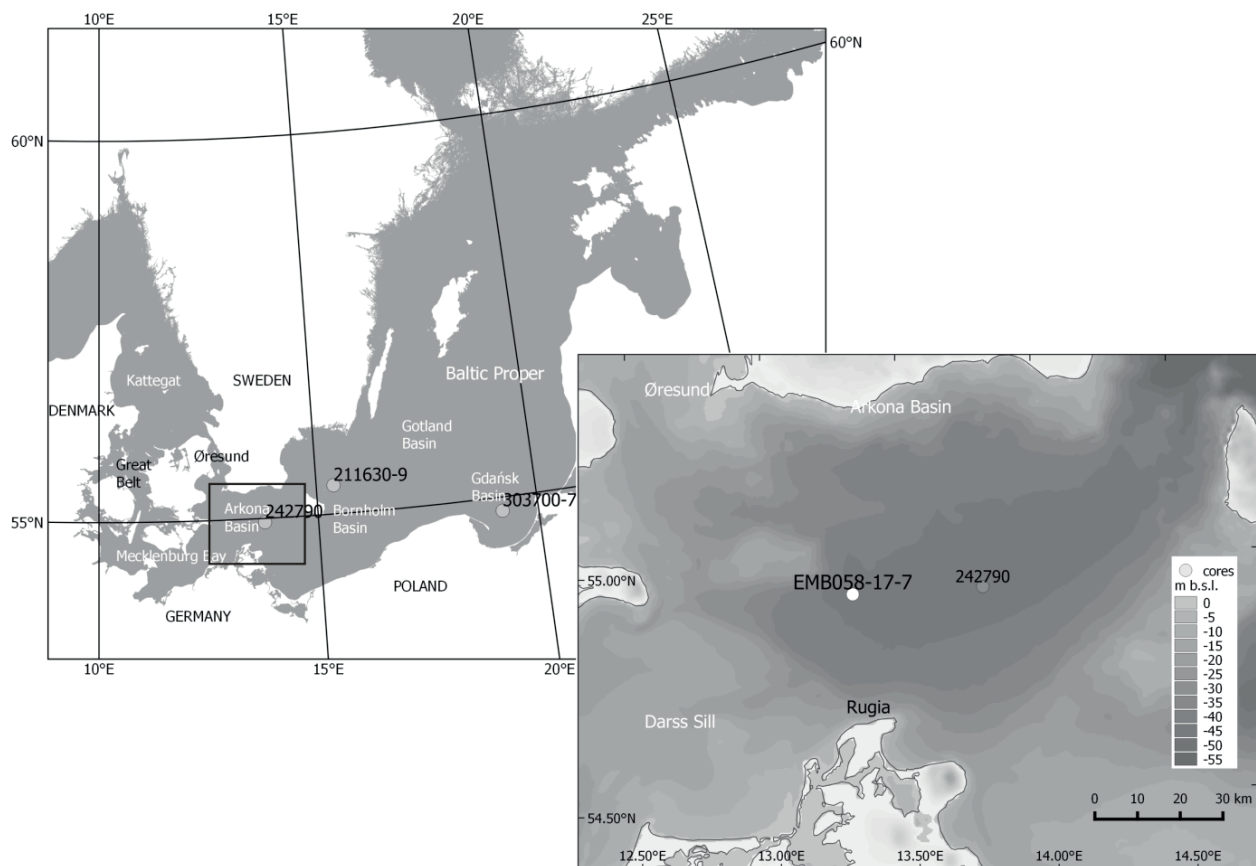 10°E
15°E
20°E
25°E
60°N
60°N
Kattegat
SWEDEN
Baltic Proper
DENMARK
Gotland
Basin
Great
Belt
Øresund
211630-9
Gdańsk
Basin
303700-7
Arkona
Basin
242790
Bornholm
Basin
55°N
Mecklenburg Bay
POLAND
GERMANY
10°E
15°E
20°E
Øresund
Arkona Basin
55.00°N
EMB058-17-7
242790
cores
m b.s.l.
0
-5
-10
-15
-20
-25
-30
-35
-40
-45
-50
-55
Rugia
Darss Sill
0 10 20 30 km
54.50°N
12.50°E
13.00°E
13.50°E
14.00°E
14.50°E